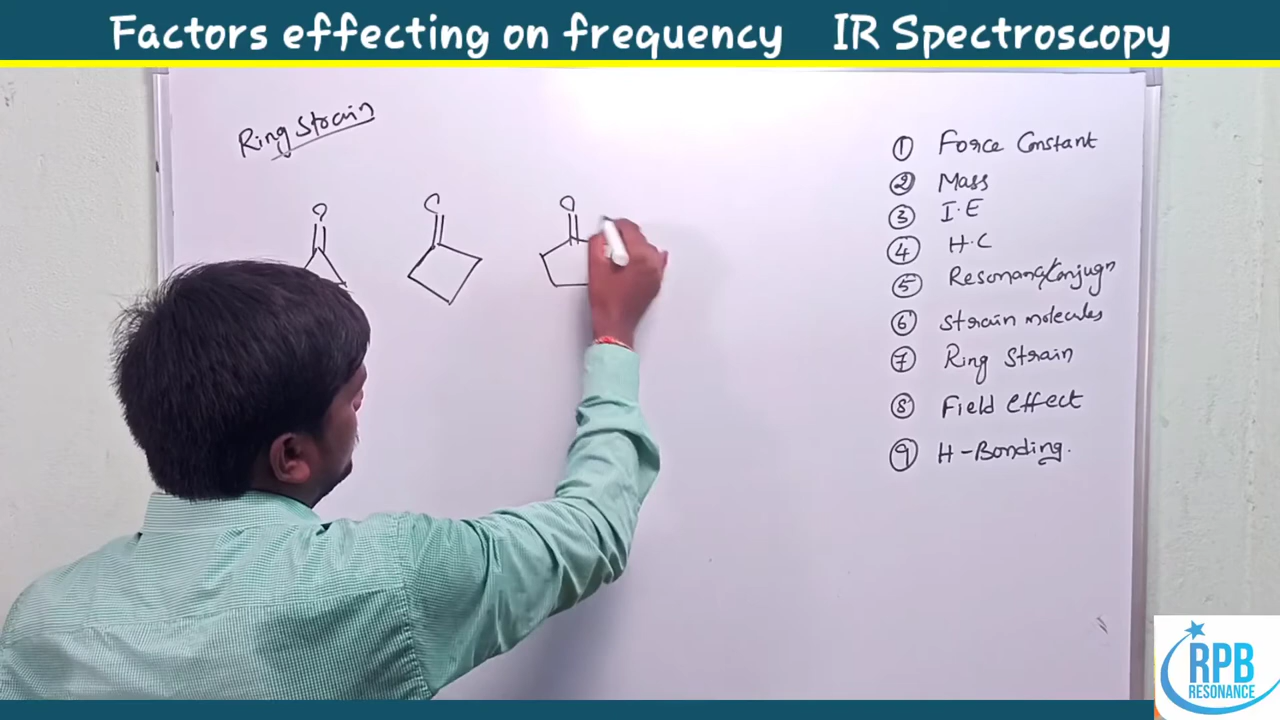 Factors effecting on frequency IR Spectroscopy
Ring Strain
O
O
O
① Force Constant
② Mass
③ I.E
④ H.C
⑤ Resonanc/Conjugn
⑥ Strain molecules
⑦ Ring Strain
⑧ Field Effect
⑨ H-Bonding.
RPB
RESONANCE